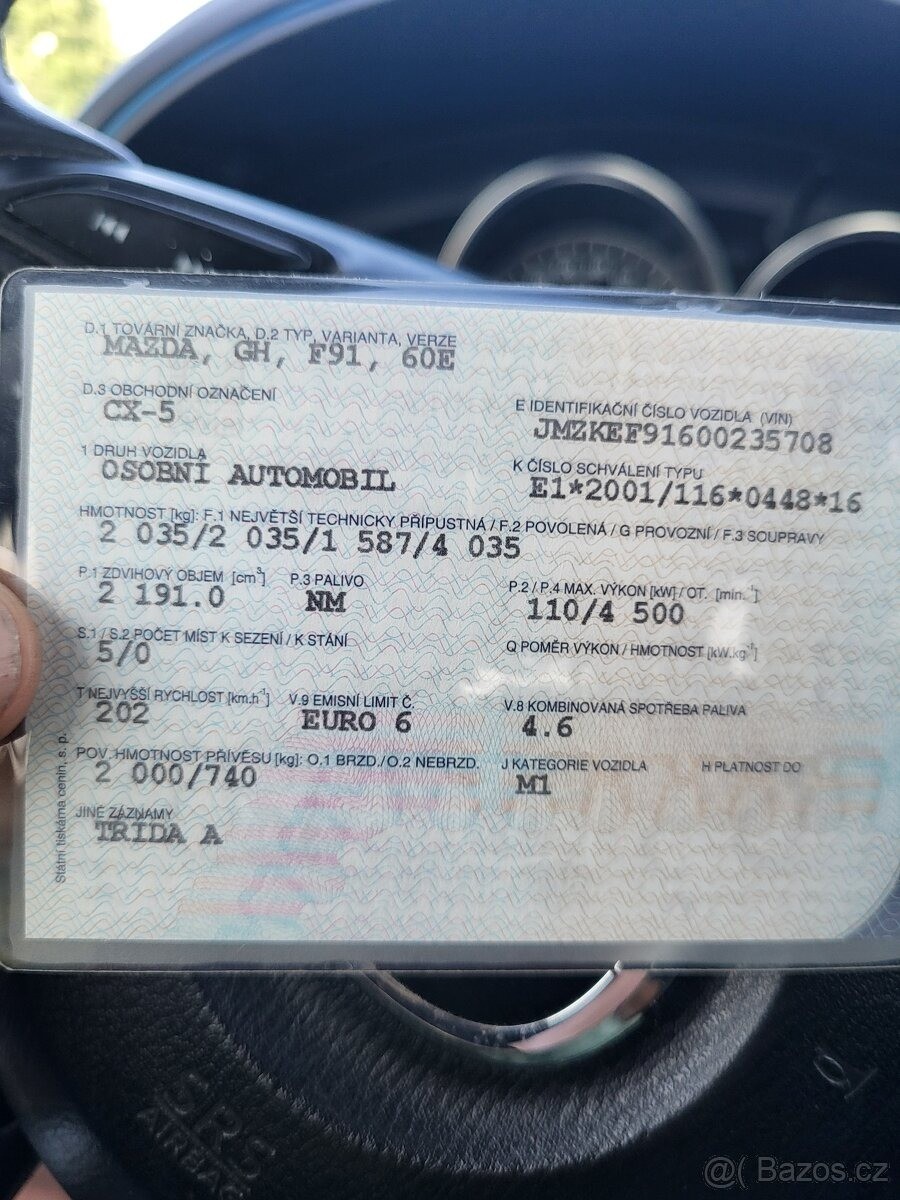 D.1 TOVÁRNÍ ZNAČKA, D.2 TYP, VARIANTA, VERZE
MAZDA, GH, F91, 60E
D.3 OBCHODNÍ OZNAČENÍ
CX-5
E IDENTIFIKAČNÍ ČÍSLO VOZIDLA (VIN)
JMZKEF91600235708
1 DRUH VOZIDLA
OSOBNÍ AUTOMOBIL
K ČÍSLO SCHVÁLENÍ TYPU
E1*2001/116*0448*16
HMOTNOST [kg]: F.1 NEJVĚTŠÍ TECHNICKY PŘÍPUSTNÁ / F.2 POVOLENÁ / G PROVOZNÍ / F.3 SOUPRAVY
2 035/2 035/1 587/4 035
P.1 ZDVIHOVÝ OBJEM [cm³] P.3 PALIVO P.2 / P.4 MAX. VÝKON [kW] / OT. [min.⁻¹]
2 191.0 NM 110/4 500
S.1 / S.2 POČET MÍST K SEZENÍ / K STÁNÍ Q POMĚR VÝKON / HMOTNOST [kW.kg⁻¹]
5/0
T NEJVYŠŠÍ RYCHLOST [km.h⁻¹] V.9 EMISNÍ LIMIT Č. V.8 KOMBINOVANÁ SPOTŘEBA PALIVA
202 EURO 6 4.6
POV. HMOTNOST PŘÍVĚSU [kg]: O.1 BRZD./O.2 NEBRZD. J KATEGORIE VOZIDLA H PLATNOST DO
2 000/740 M1
JINÉ ZÁZNAMY
TŘÍDA A
Státní tiskárna cenin, s. p.
SRS
AIRBAG
@( Bazos.cz